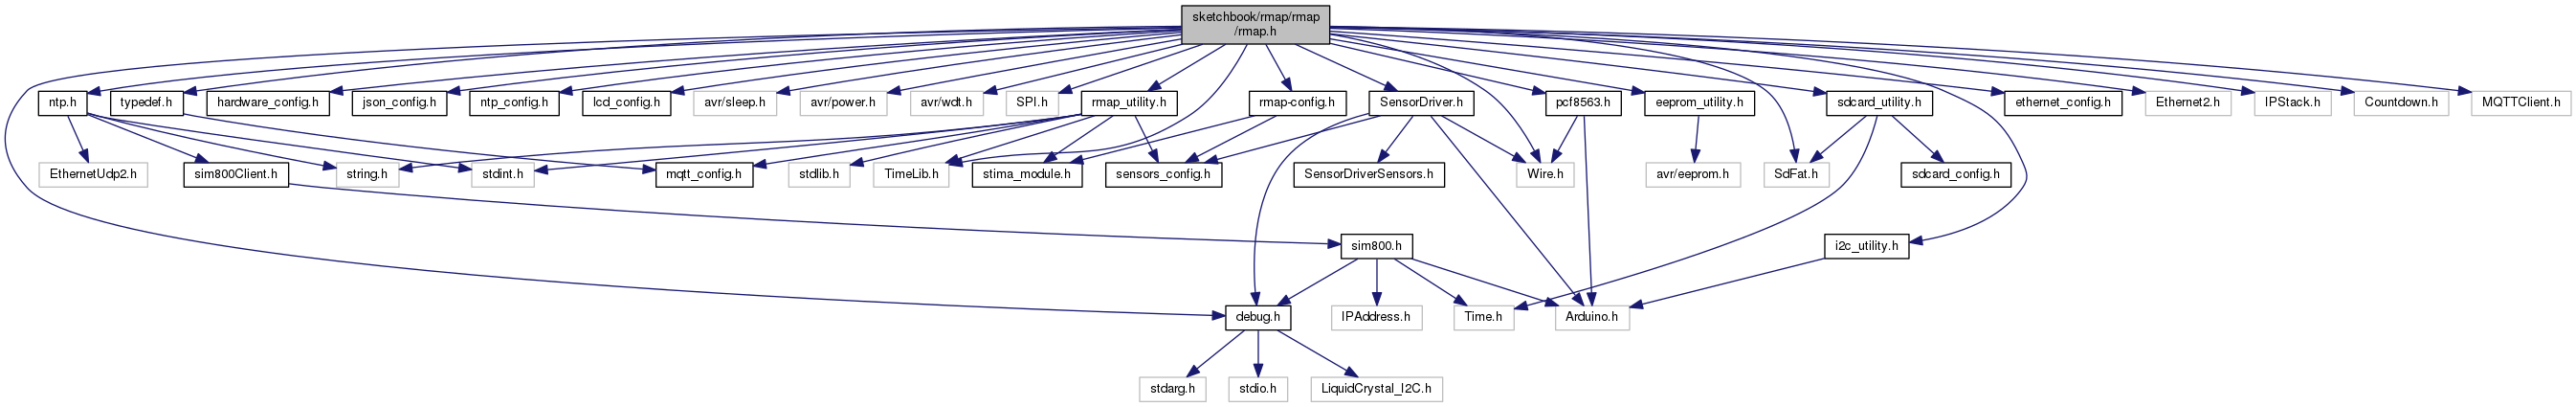 sketchbook/rmap/rmap
/rmap.h
ntp.h
typedef.h
hardware_config.h
json_config.h
ntp_config.h
lcd_config.h
avr/sleep.h
avr/power.h
avr/wdt.h
SPI.h
rmap_utility.h
rmap-config.h
SensorDriver.h
pcf8563.h
eeprom_utility.h
sdcard_utility.h
ethernet_config.h
Ethernet2.h
IPStack.h
Countdown.h
MQTTClient.h
EthernetUdp2.h
sim800Client.h
string.h
stdint.h
mqtt_config.h
stdlib.h
TimeLib.h
stima_module.h
sensors_config.h
SensorDriverSensors.h
Wire.h
avr/eeprom.h
SdFat.h
sdcard_config.h
sim800.h
i2c_utility.h
debug.h
IPAddress.h
Time.h
Arduino.h
stdarg.h
stdio.h
LiquidCrystal_I2C.h